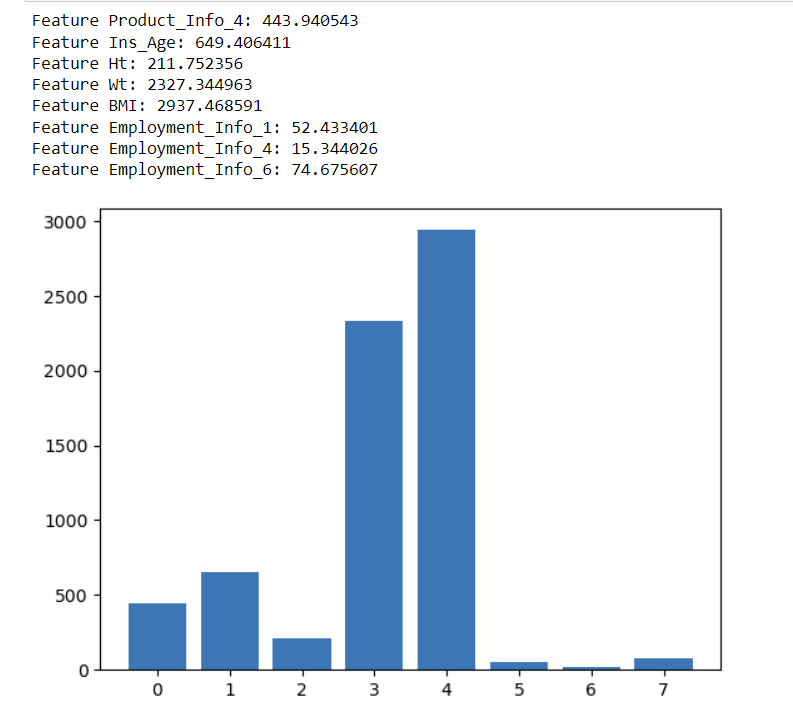 Feature Product_Info_4: 443.940543
Feature Ins_Age: 649.406411
Feature Ht: 211.752356
Feature Wt: 2327.344963
Feature BMI: 2937.468591
Feature Employment_Info_1: 52.433401
Feature Employment_Info_4: 15.344026
Feature Employment_Info_6: 74.675607
3000
2500
2000
1500
1000
500
0
0 1 2 3 4 5 6 7